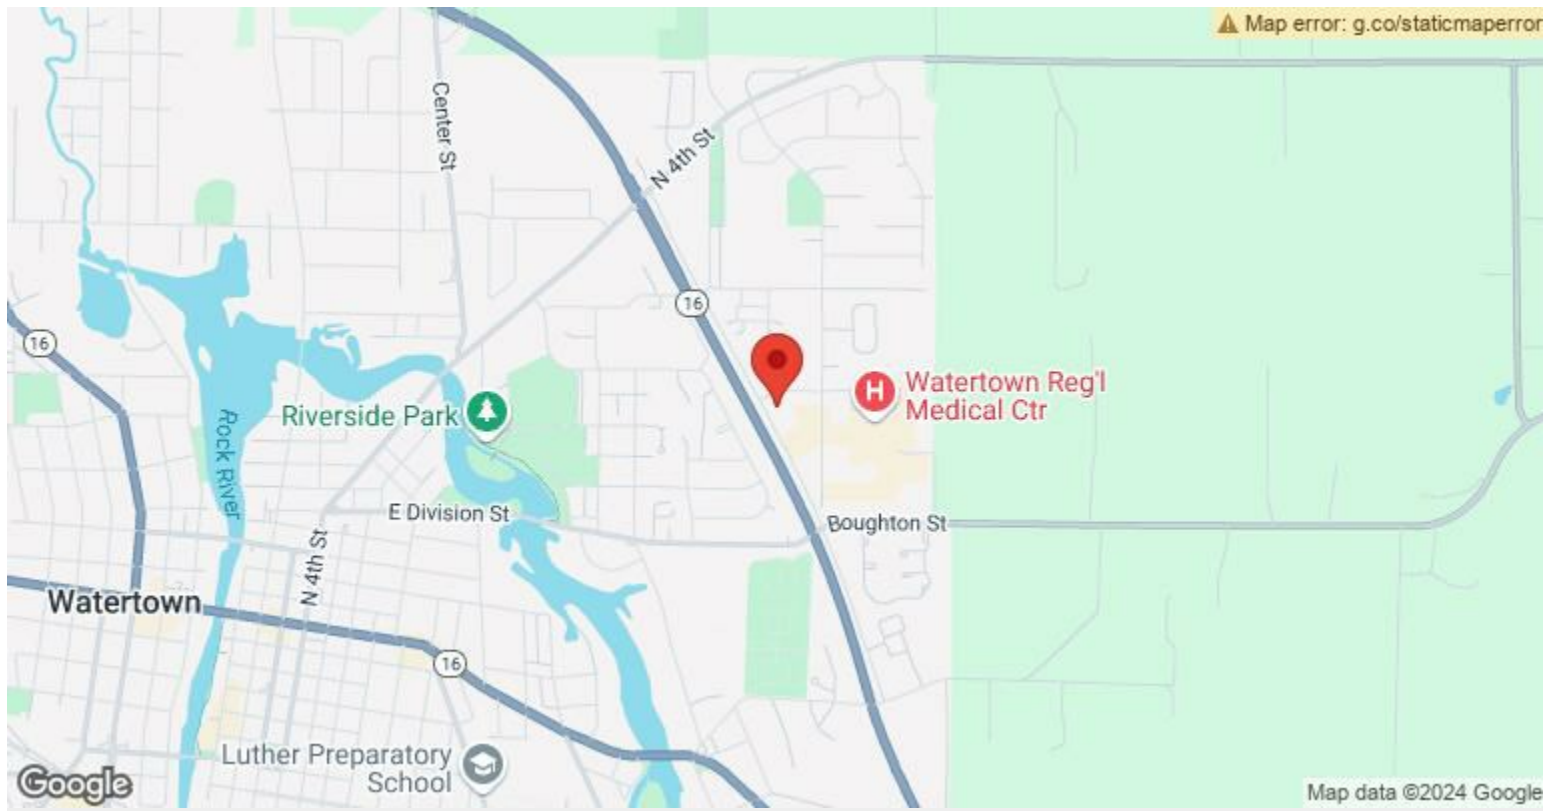 Map error: g.co/staticmaperror
Center St
N 4th St
16
16
Watertown Reg'l
Medical Ctr
Riverside Park
Rock River
E Division St
Boughton St
N 4th St
Watertown
16
Luther Preparatory
School
Google
Map data ©2024 Google